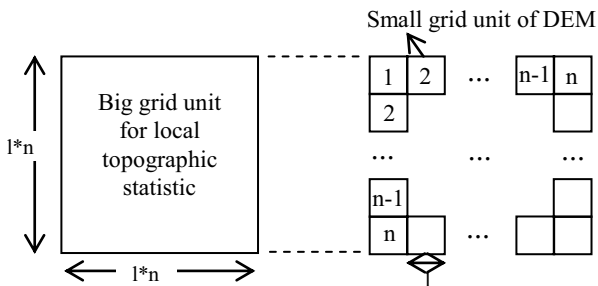 Small grid unit of DEM
Big grid unit
for local
topographic
statistic
l*n
l*n
1 2 ... n-1 n
2
... ... ...
n-1
n ...
l